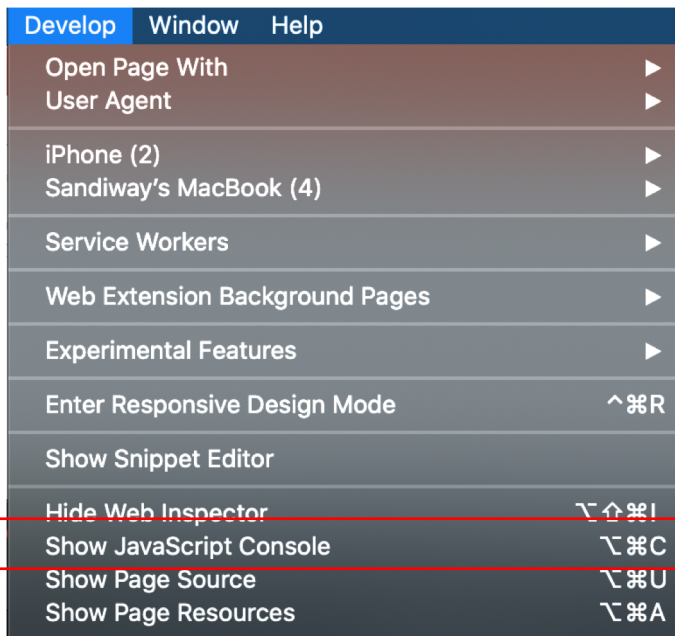 Develop Window Help
Open Page With ▶
User Agent ▶
iPhone (2) ▶
Sandiway’s MacBook (4) ▶
Service Workers ▶
Web Extension Background Pages ▶
Experimental Features ▶
Enter Responsive Design Mode ^⌘R
Show Snippet Editor
Hide Web Inspector ⌥⇧⌘I
Show JavaScript Console ⌥⌘C
Show Page Source ⌥⌘U
Show Page Resources ⌥⌘A